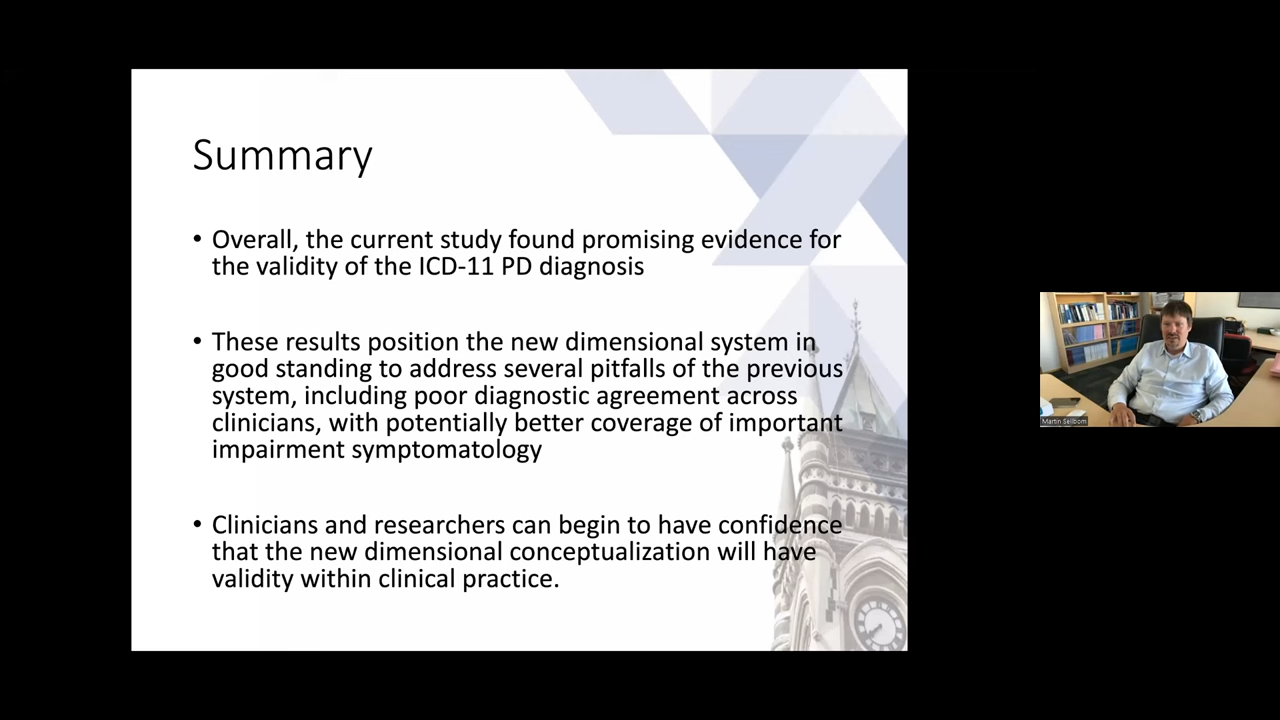 Summary
• Overall, the current study found promising evidence for
the validity of the ICD-11 PD diagnosis
• These results position the new dimensional system in
good standing to address several pitfalls of the previous
system, including poor diagnostic agreement across
clinicians, with potentially better coverage of important
impairment symptomatology
• Clinicians and researchers can begin to have confidence
that the new dimensional conceptualization will have
validity within clinical practice.
Martin Sellbom